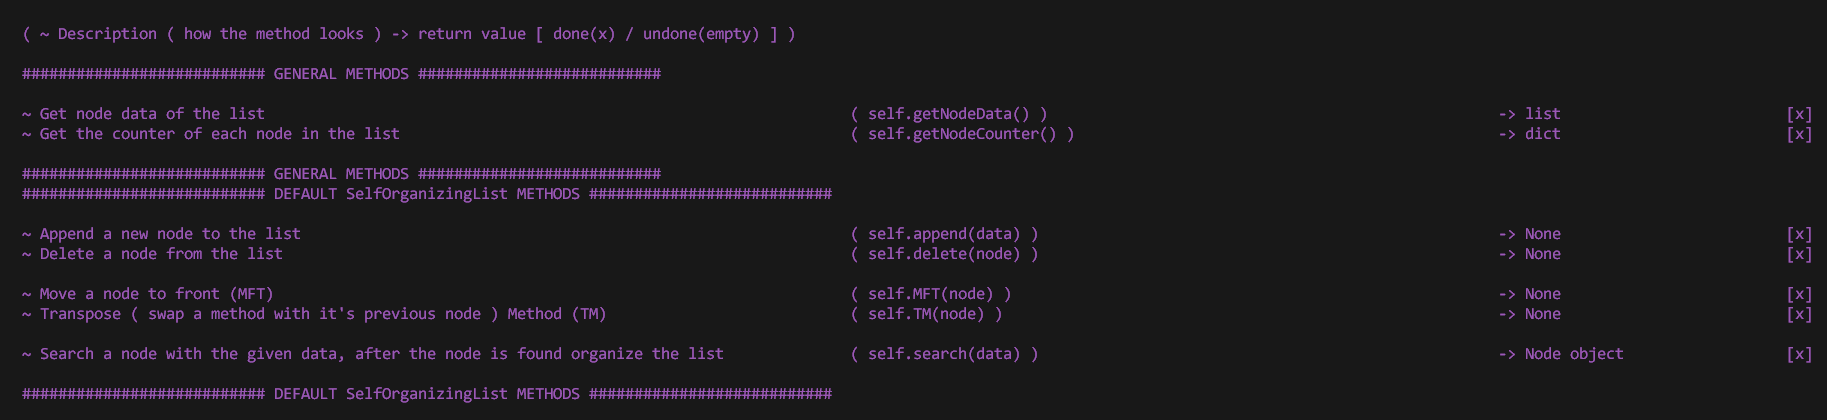 ( ~ Description ( how the method looks ) -> return value [ done(x) / undone(empty) ] )
########################### GENERAL METHODS ###########################
~ Get node data of the list ( self.getNodeData() ) -> list [x]
~ Get the counter of each node in the list ( self.getNodeCounter() ) -> dict [x]
########################### GENERAL METHODS ###########################
########################### DEFAULT SelfOrganizingList METHODS ###########################
~ Append a new node to the list ( self.append(data) ) -> None [x]
~ Delete a node from the list ( self.delete(node) ) -> None [x]
~ Move a node to front (MFT) ( self.MFT(node) ) -> None [x]
~ Transpose ( swap a method with it's previous node ) Method (TM) ( self.TM(node) ) -> None [x]
~ Search a node with the given data, after the node is found organize the list ( self.search(data) ) -> Node object [x]
########################### DEFAULT SelfOrganizingList METHODS ###########################